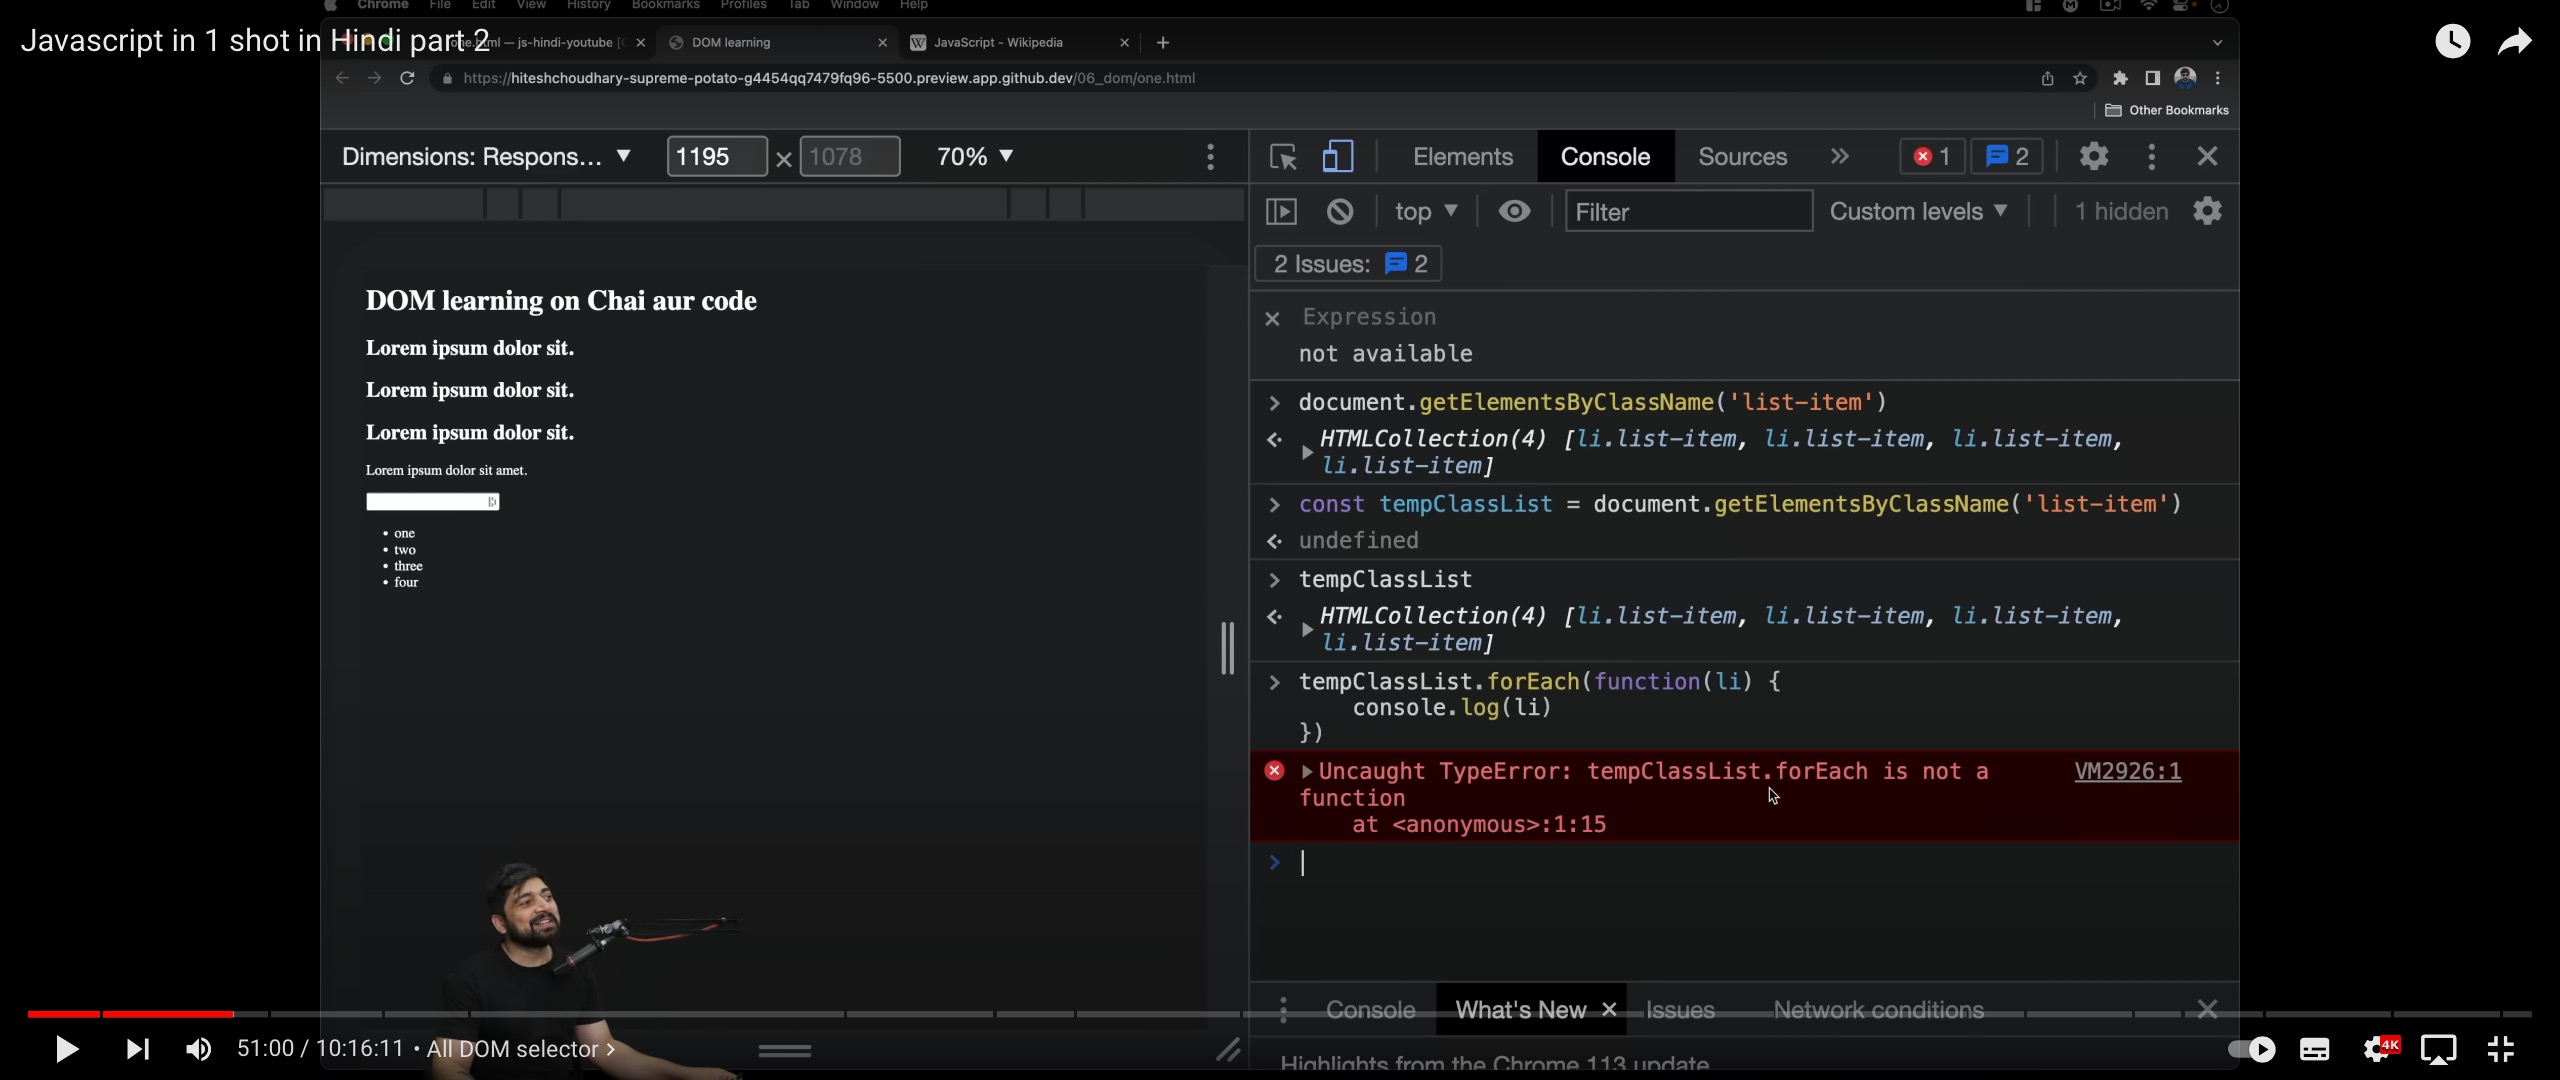 Chrome File Edit View History Bookmarks Profiles Tab Window Help
Javascript in 1 shot in Hindi part 2
one.html — js-hindi-youtube [
DOM learning
JavaScript - Wikipedia
https://hiteshchoudhary-supreme-potato-g4454qq7479fq96-5500.preview.app.github.dev/06_dom/one.html
Other Bookmarks
Dimensions: Respons... ▼ 1195 × 1078 70% ▼
Elements Console Sources » 1 2
top ▼ Filter Custom levels ▼ 1 hidden
2 Issues: 2
DOM learning on Chai aur code
Lorem ipsum dolor sit.
Lorem ipsum dolor sit.
Lorem ipsum dolor sit.
Lorem ipsum dolor sit amet.
• one
• two
• three
• four
Expression
not available
document.getElementsByClassName('list-item')
HTMLCollection(4) [li.list-item, li.list-item, li.list-item,
li.list-item]
const tempClassList = document.getElementsByClassName('list-item')
undefined
tempClassList
HTMLCollection(4) [li.list-item, li.list-item, li.list-item,
li.list-item]
tempClassList.forEach(function(li) {
console.log(li)
})
Uncaught TypeError: tempClassList.forEach is not a VM2926:1
function
at <anonymous>:1:15
Console What's New × Issues Network conditions
Highlights from the Chrome 113 update
51:00 / 10:16:11 • All DOM selector ›
4K